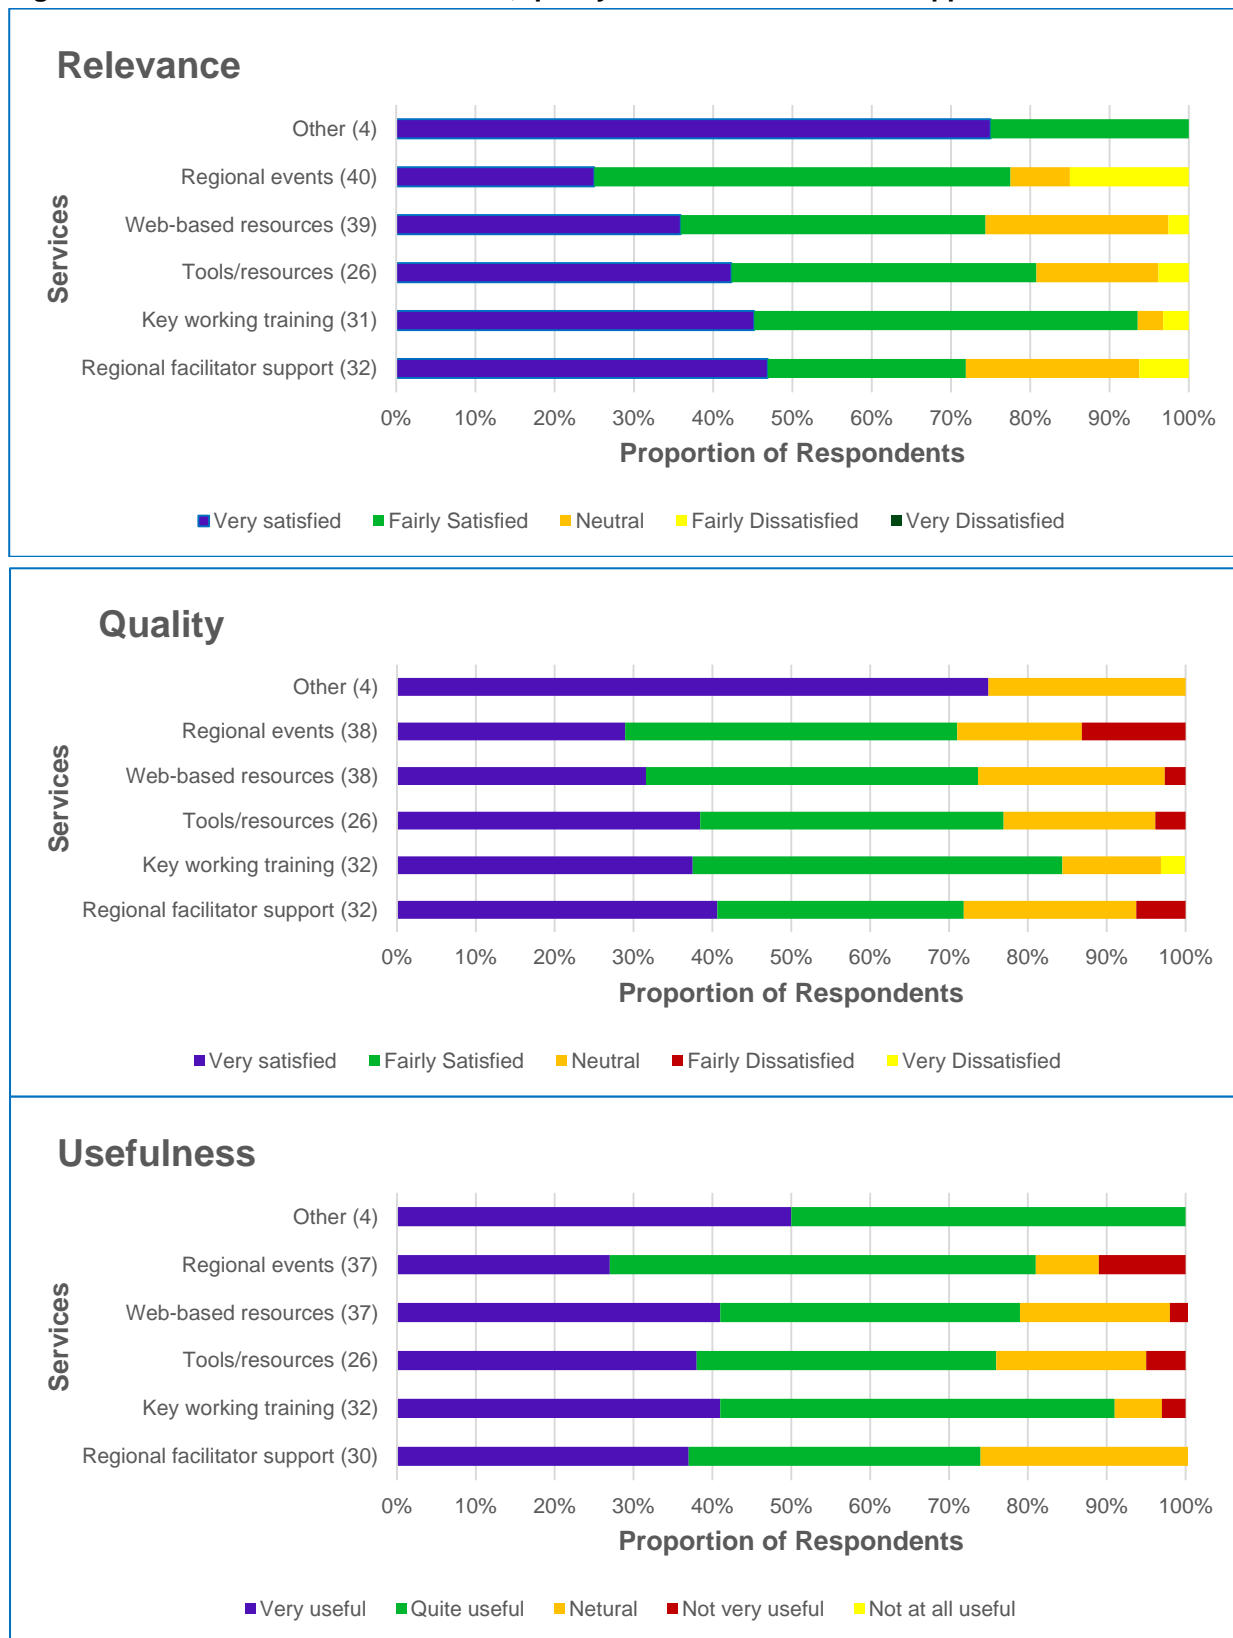 Relevance
Other (4)
Regional events (40)
Web-based resources (39)
Tools/resources (26)
Key working training (31)
Regional facilitator support (32)
Services
0% 10% 20% 30% 40% 50% 60% 70% 80% 90% 100%
Proportion of Respondents
Very satisfied Fairly Satisfied Neutral Fairly Dissatisfied Very Dissatisfied
Quality
Other (4)
Regional events (38)
Web-based resources (38)
Tools/resources (26)
Key working training (32)
Regional facilitator support (32)
Services
0% 10% 20% 30% 40% 50% 60% 70% 80% 90% 100%
Proportion of Respondents
Very satisfied Fairly Satisfied Neutral Fairly Dissatisfied Very Dissatisfied
Usefulness
Other (4)
Regional events (37)
Web-based resources (37)
Tools/resources (26)
Key working training (32)
Regional facilitator support (30)
Services
0% 10% 20% 30% 40% 50% 60% 70% 80% 90% 100%
Proportion of Respondents
Very useful Quite useful Netural Not very useful Not at all useful